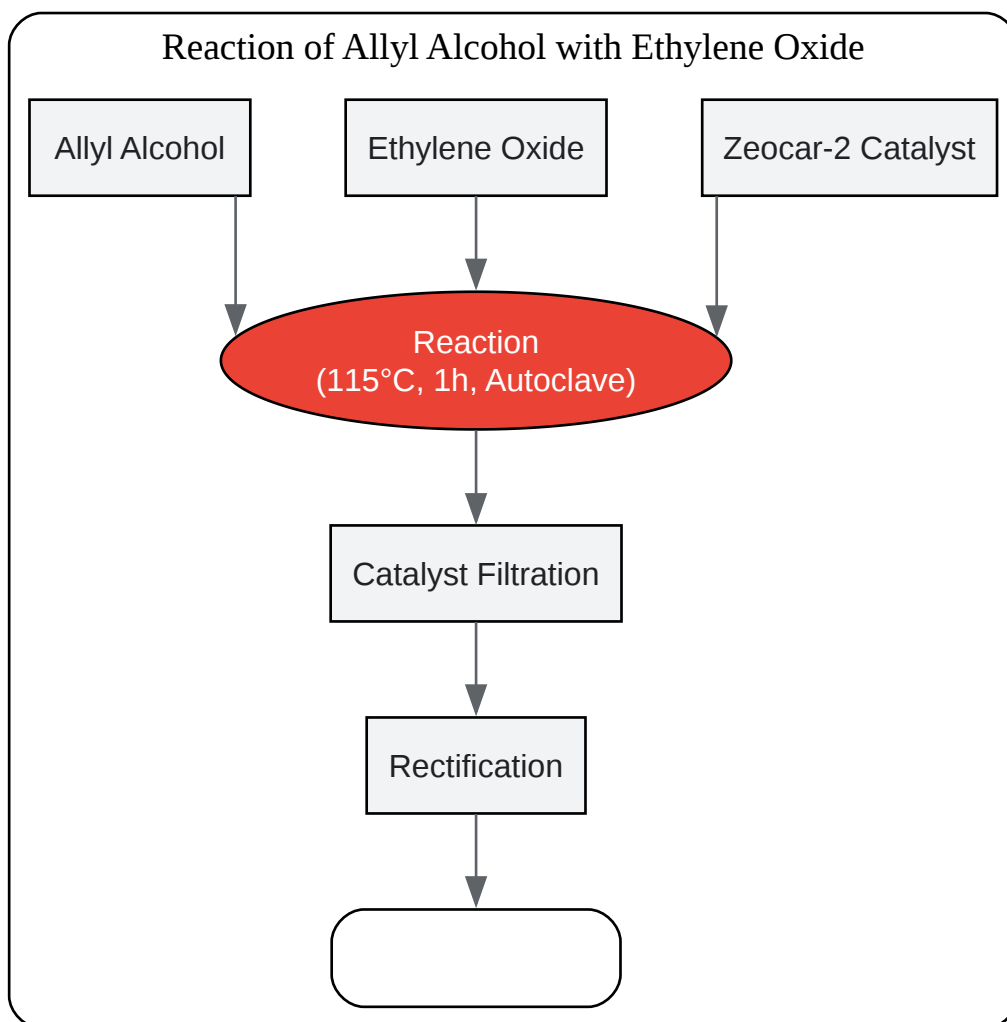 Reaction of Allyl Alcohol with Ethylene Oxide
Allyl Alcohol
Ethylene Oxide
Zeocar-2 Catalyst
Reaction
(115°C, 1h, Autoclave)
Catalyst Filtration
Rectification